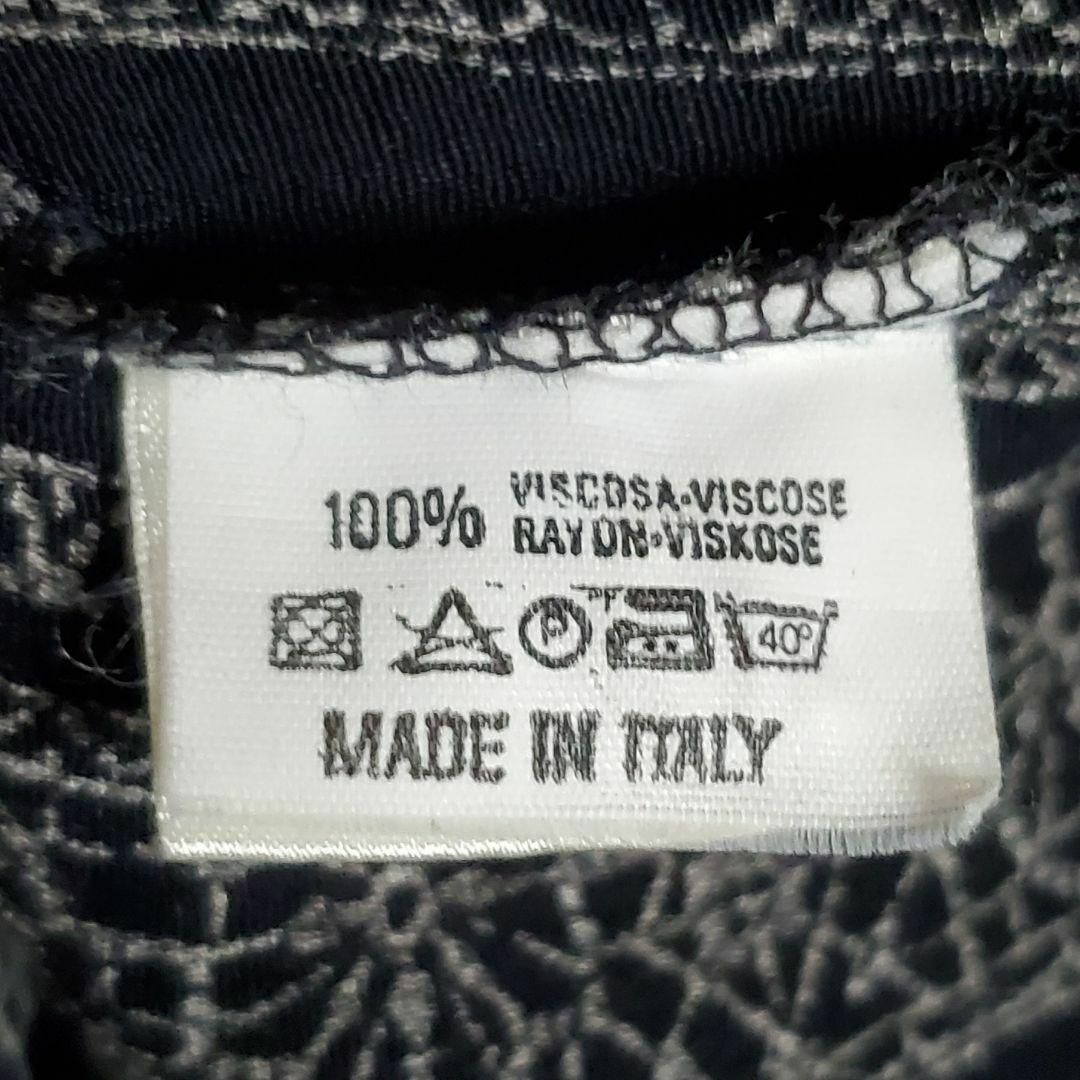 100% VISCOSA-VISCOSE
RAYON-VISKOSE
P 40°
MADE IN ITALY